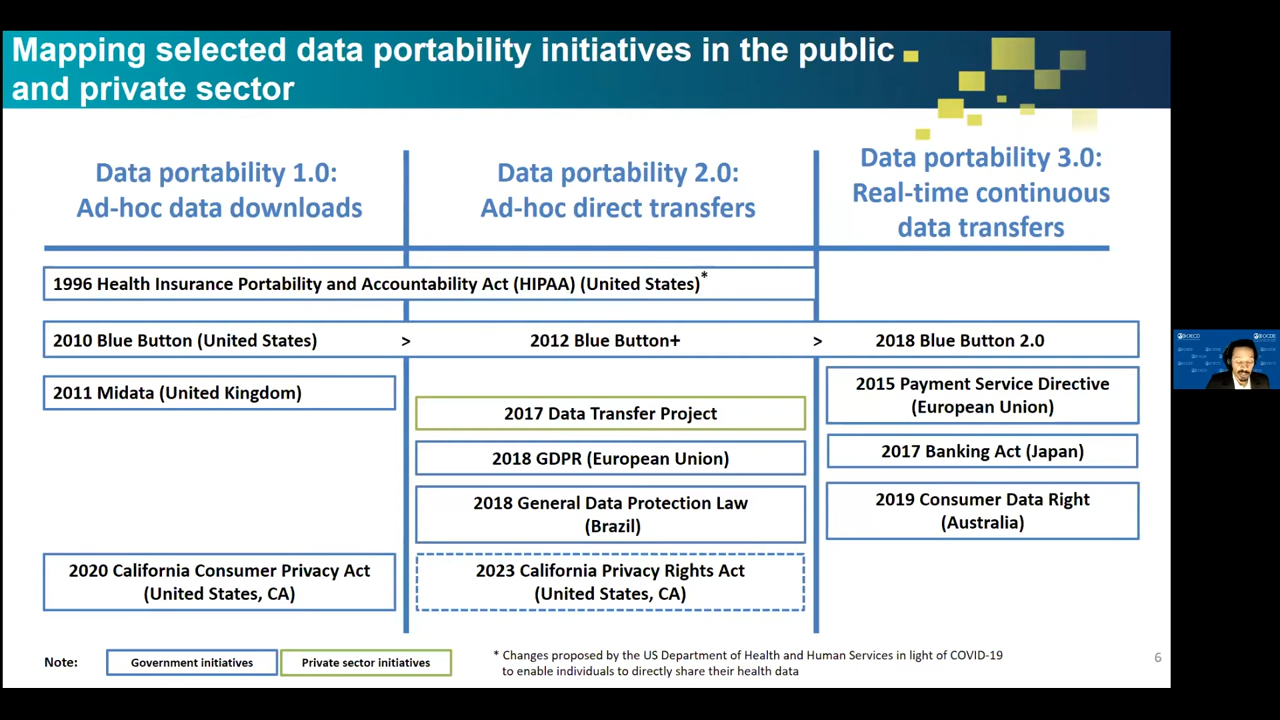 Mapping selected data portability initiatives in the public
and private sector
Data portability 1.0:
Ad-hoc data downloads
Data portability 2.0:
Ad-hoc direct transfers
Data portability 3.0:
Real-time continuous
data transfers
1996 Health Insurance Portability and Accountability Act (HIPAA) (United States)*
2010 Blue Button (United States) > 2012 Blue Button+ > 2018 Blue Button 2.0
2011 Midata (United Kingdom)
2017 Data Transfer Project
2018 GDPR (European Union)
2018 General Data Protection Law
(Brazil)
2015 Payment Service Directive
(European Union)
2017 Banking Act (Japan)
2019 Consumer Data Right
(Australia)
2020 California Consumer Privacy Act
(United States, CA)
2023 California Privacy Rights Act
(United States, CA)
Note:
Government initiatives
Private sector initiatives
* Changes proposed by the US Department of Health and Human Services in light of COVID-19
to enable individuals to directly share their health data
6
OECD
OCDE